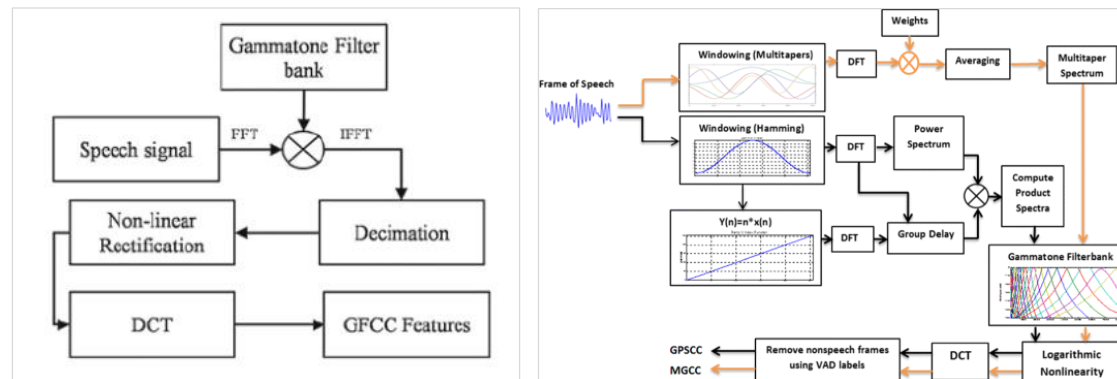 Gammatone Filter
bank
FFT
IFFT
Speech signal
Non-linear
Rectification
Decimation
DCT
GFCC Features
Weights
Windowing (Multitapers)
DFT
Averaging
Multitaper
Spectrum
Frame of Speech
Windowing (Hamming)
DFT
Power
Spectrum
Compute
Product
Spectra
Y(n)=n*x(n)
DFT
Group Delay
Gammatone Filterbank
GPSCC
MGCC
Remove nonspeech frames
using VAD labels
DCT
Logarithmic
Nonlinearity